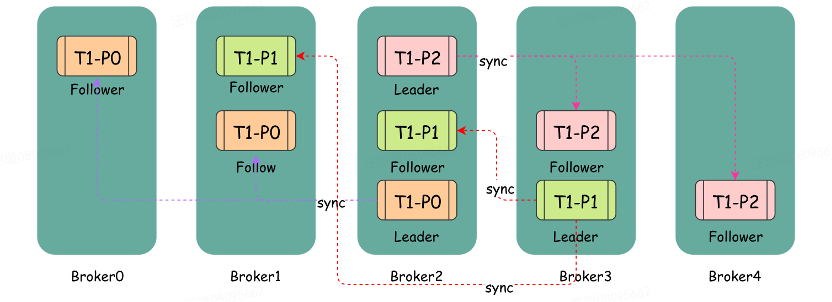 T1-P0
Follower
Broker0
T1-P1
Follower
T1-P0
Follow
Broker1
T1-P2
Leader
T1-P1
Follower
T1-P0
Leader
Broker2
T1-P2
Follower
T1-P1
Leader
Broker3
T1-P2
Follower
Broker4
sync
sync
sync
sync